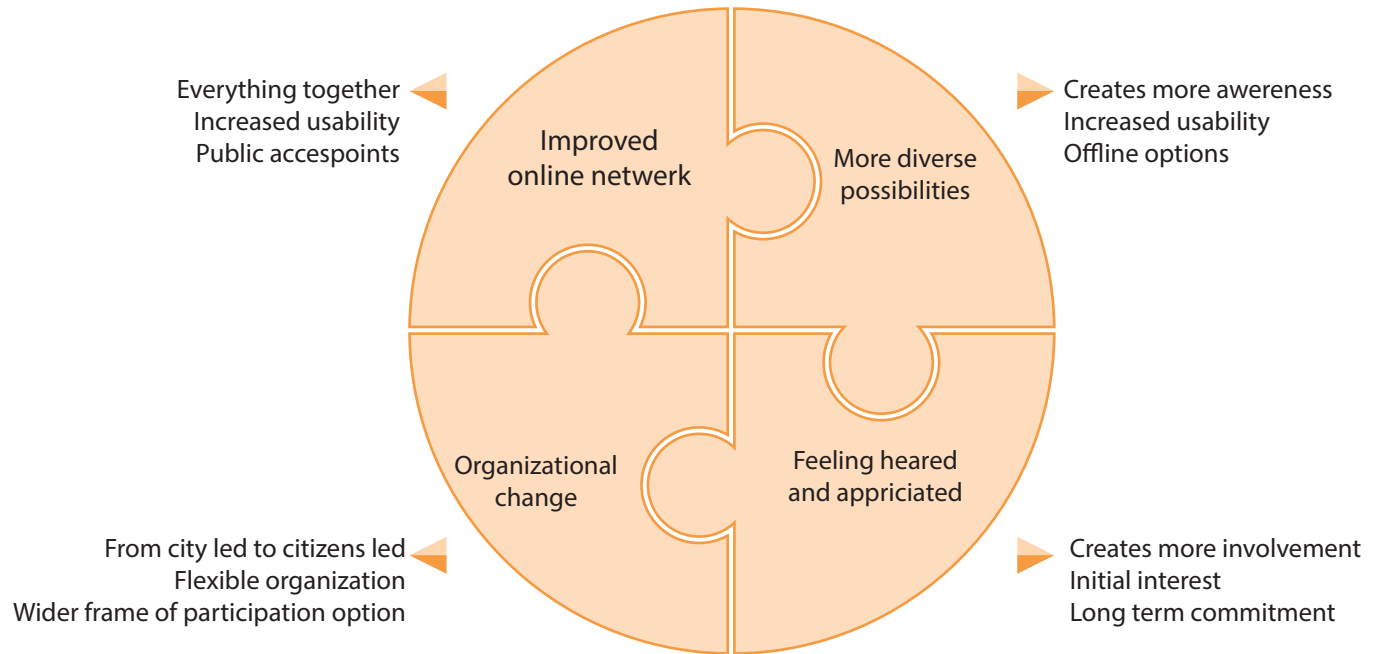 Everything together
Increased usability
Public accespoints
Improved
online netwerk
More diverse
possibilities
Creates more awereness
Increased usability
Offline options
Organizational
change
Feeling heared
and appriciated
From city led to citizens led
Flexible organization
Wider frame of participation option
Creates more involvement
Initial interest
Long term commitment